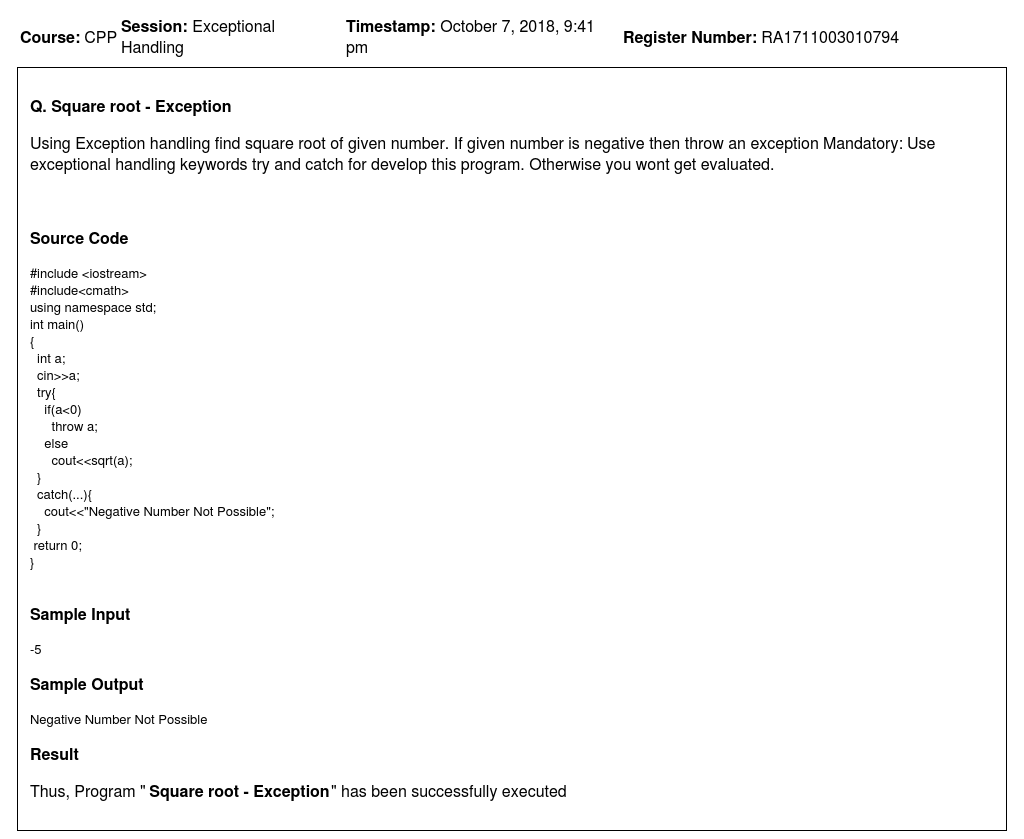 Course: CPP Session: Exceptional Handling Timestamp: October 7, 2018, 9:41 pm Register Number: RA1711003010794
Q. Square root - Exception
Using Exception handling find square root of given number. If given number is negative then throw an exception Mandatory: Use
exceptional handling keywords try and catch for develop this program. Otherwise you wont get evaluated.
Source Code
#include <iostream>
#include<cmath>
using namespace std;
int main()
{
  int a;
  cin>>a;
  try{
    if(a<0)
      throw a;
    else
      cout<<sqrt(a);
  }
  catch(...){
    cout<<"Negative Number Not Possible";
  }
 return 0;
}
Sample Input
-5
Sample Output
Negative Number Not Possible
Result
Thus, Program " Square root - Exception" has been successfully executed